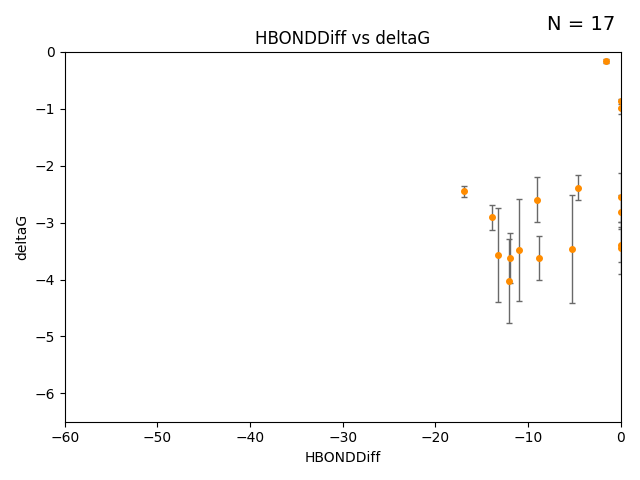 N = 17
HBONDDiff vs deltaG
0
−1
−2
−3
−4
−5
−6
deltaG
−60 −50 −40 −30 −20 −10 0
HBONDDiff